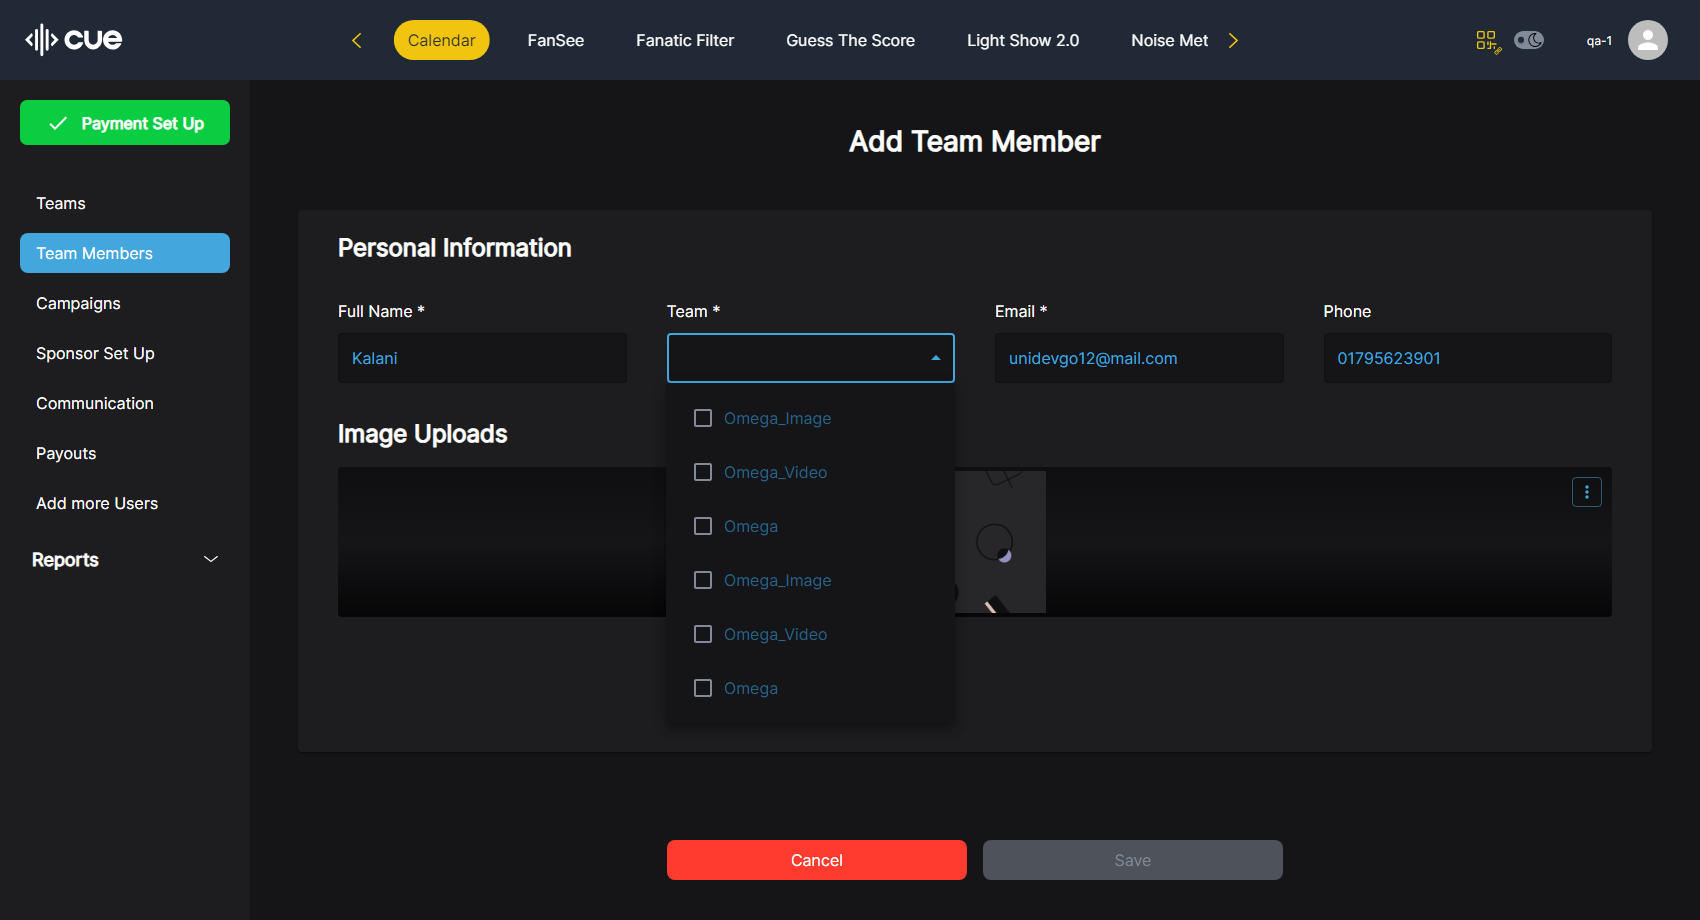 cue
Calendar
FanSee
Fanatic Filter
Guess The Score
Light Show 2.0
Noise Met
qa-1
Payment Set Up
Teams
Team Members
Campaigns
Sponsor Set Up
Communication
Payouts
Add more Users
Reports
Add Team Member
Personal Information
Full Name *
Team *
Email *
Phone
Kalani
unidevgo12@mail.com
01795623901
Omega_Image
Omega_Video
Omega
Omega_Image
Omega_Video
Omega
Image Uploads
Cancel
Save